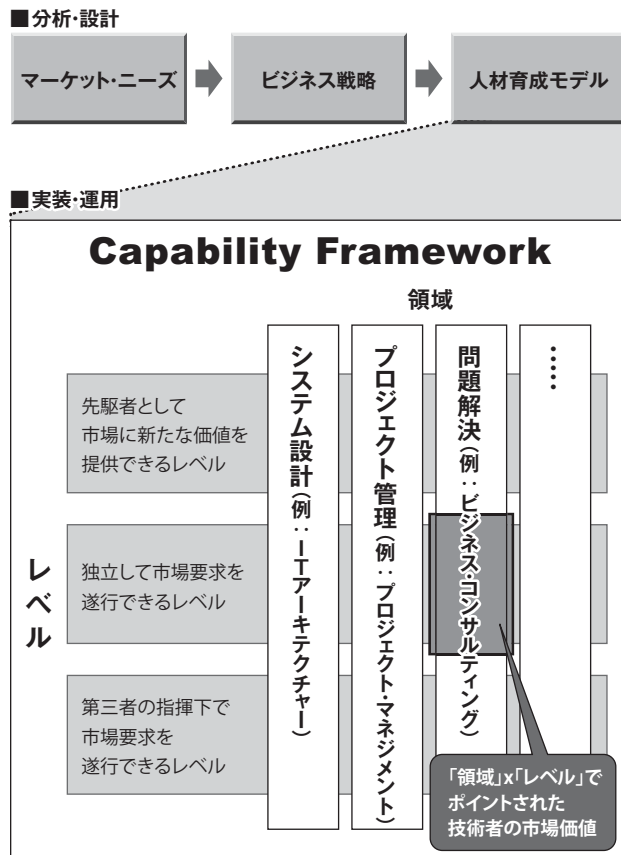 ■分析・設計
マーケット・ニーズ
ビジネス戦略
人材育成モデル
■実装・運用
Capability Framework
領域
システム設計(例：ITアーキテクチャー)
プロジェクト管理(例：プロジェクト・マネジメント)
問題解決(例：ビジネス・コンサルティング)
……
レベル
先駆者として
市場に新たな価値を
提供できるレベル
独立して市場要求を
遂行できるレベル
第三者の指揮下で
市場要求を
遂行できるレベル
「領域」x「レベル」で
ポイントされた
技術者の市場価値